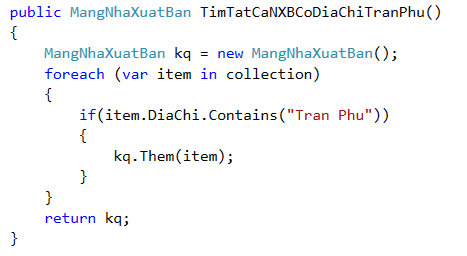 public MangNhaXuatBan TimTatCaNXBCoDiaChiTranPhu()
{
    MangNhaXuatBan kq = new MangNhaXuatBan();
    foreach (var item in collection)
    {
        if(item.DiaChi.Contains("Tran Phu"))
        {
            kq.Them(item);
        }
    }
    return kq;
}